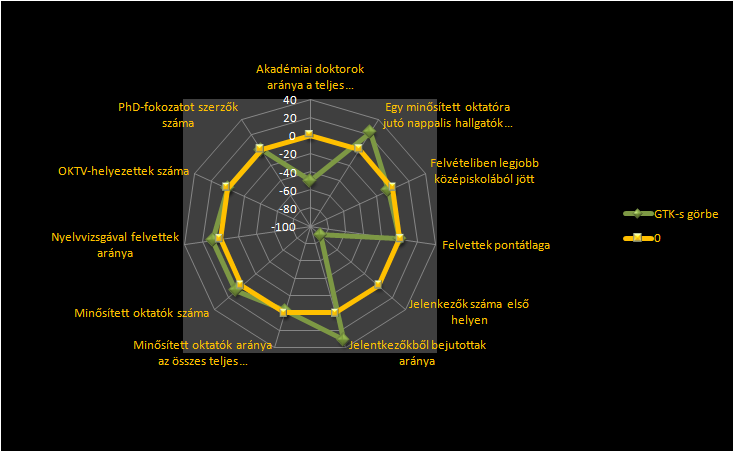 Akadémiai doktorok
aránya a teljes...
Egy minősített oktatóra
jutó nappalis hallgatók...
Felvételiben legjobb
középiskolából jött
Felvettek pontátlaga
Jelenkezők száma első
helyen
Jelentkezőkből bejutottak
aránya
Minősített oktatók aránya
az összes teljes...
Minősített oktatók száma
Nyelvvizsgával felvettek
aránya
OKTV-helyezettek száma
PhD-fokozatot szerzők
száma
40
20
0
-20
-40
-60
-80
-100
GTK-s görbe
0